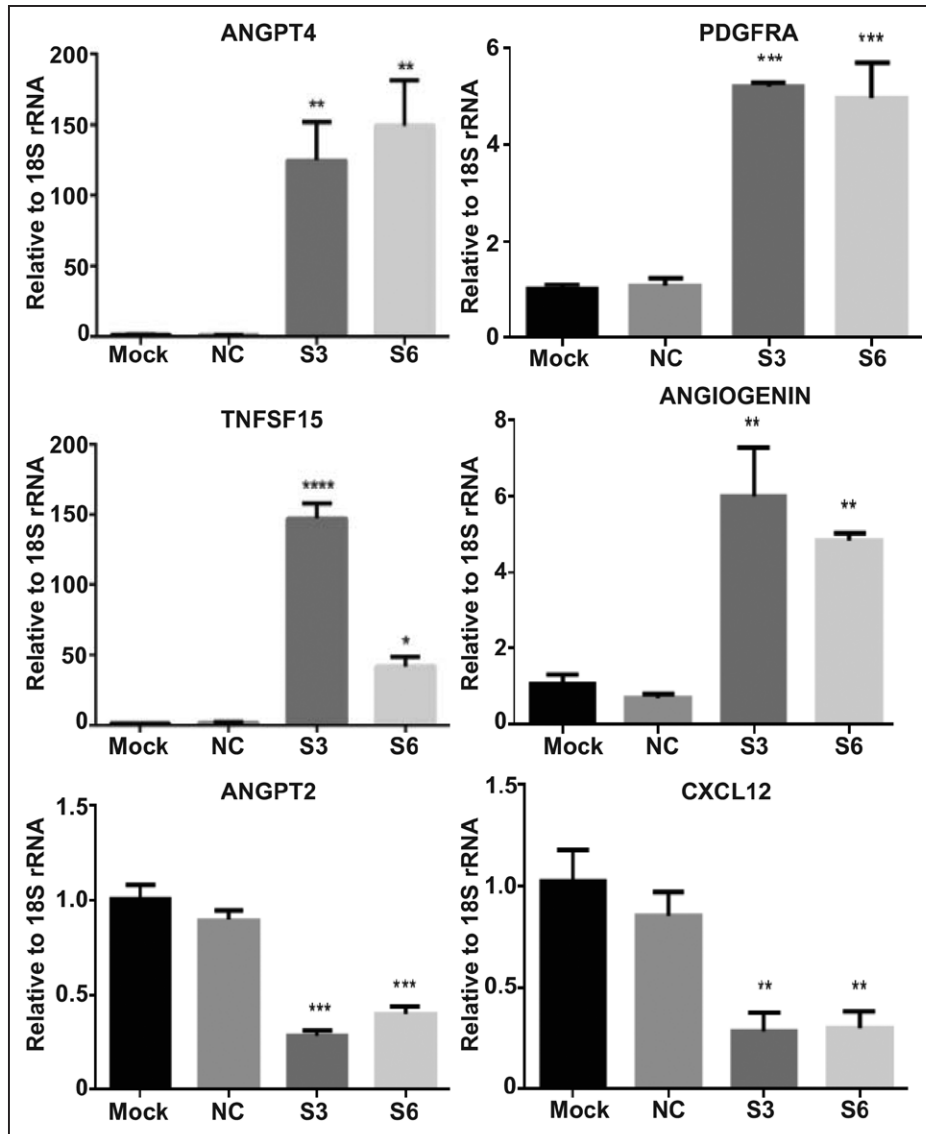 ANGPT4
Relative to 18S rRNA
200
150
100
50
0
**
**
Mock NC S3 S6
PDGFRA
Relative to 18S rRNA
6
4
2
0
***
***
Mock NC S3 S6
TNFSF15
Relative to 18S rRNA
200
150
100
50
0
****
*
Mock NC S3 S6
ANGIOGENIN
Relative to 18S rRNA
8
6
4
2
0
**
**
Mock NC S3 S6
ANGPT2
Relative to 18S rRNA
1.5
1.0
0.5
0
***
***
Mock NC S3 S6
CXCL12
Relative to 18S rRNA
1.5
1.0
0.5
0
**
**
Mock NC S3 S6